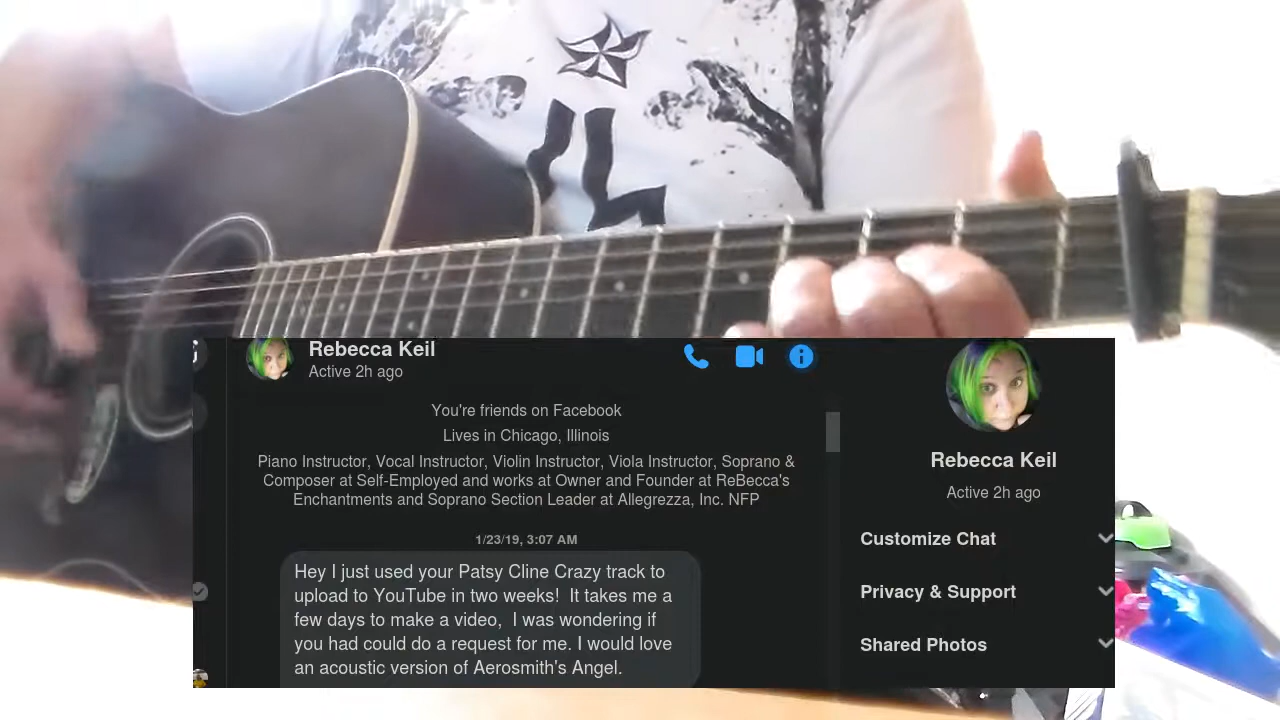 Rebecca Keil
Active 2h ago
You're friends on Facebook
Lives in Chicago, Illinois
Piano Instructor, Vocal Instructor, Violin Instructor, Viola Instructor, Soprano &
Composer at Self-Employed and works at Owner and Founder at ReBecca's
Enchantments and Soprano Section Leader at Allegrezza, Inc. NFP
1/23/19, 3:07 AM
Hey I just used your Patsy Cline Crazy track to
upload to YouTube in two weeks!  It takes me a
few days to make a video,  I was wondering if
you had could do a request for me. I would love
an acoustic version of Aerosmith's Angel.
Rebecca Keil
Active 2h ago
Customize Chat
Privacy & Support
Shared Photos